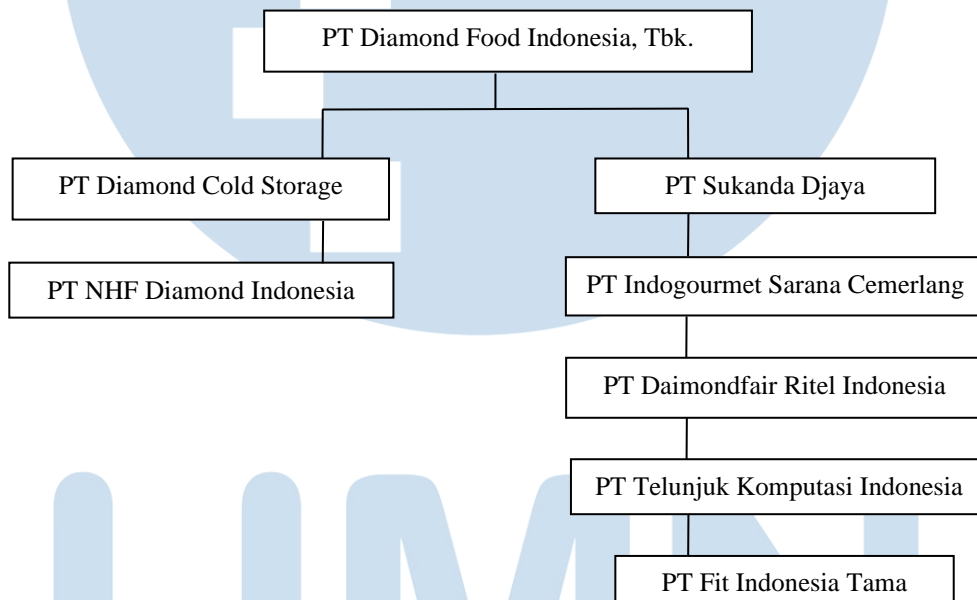 PT Diamond Food Indonesia, Tbk.
PT Diamond Cold Storage
PT Sukanda Djaya
PT NHF Diamond Indonesia
PT Indogourmet Sarana Cemerlang
PT Daimondfair Ritel Indonesia
PT Telunjuk Komputasi Indonesia
PT Fit Indonesia Tama
UMN